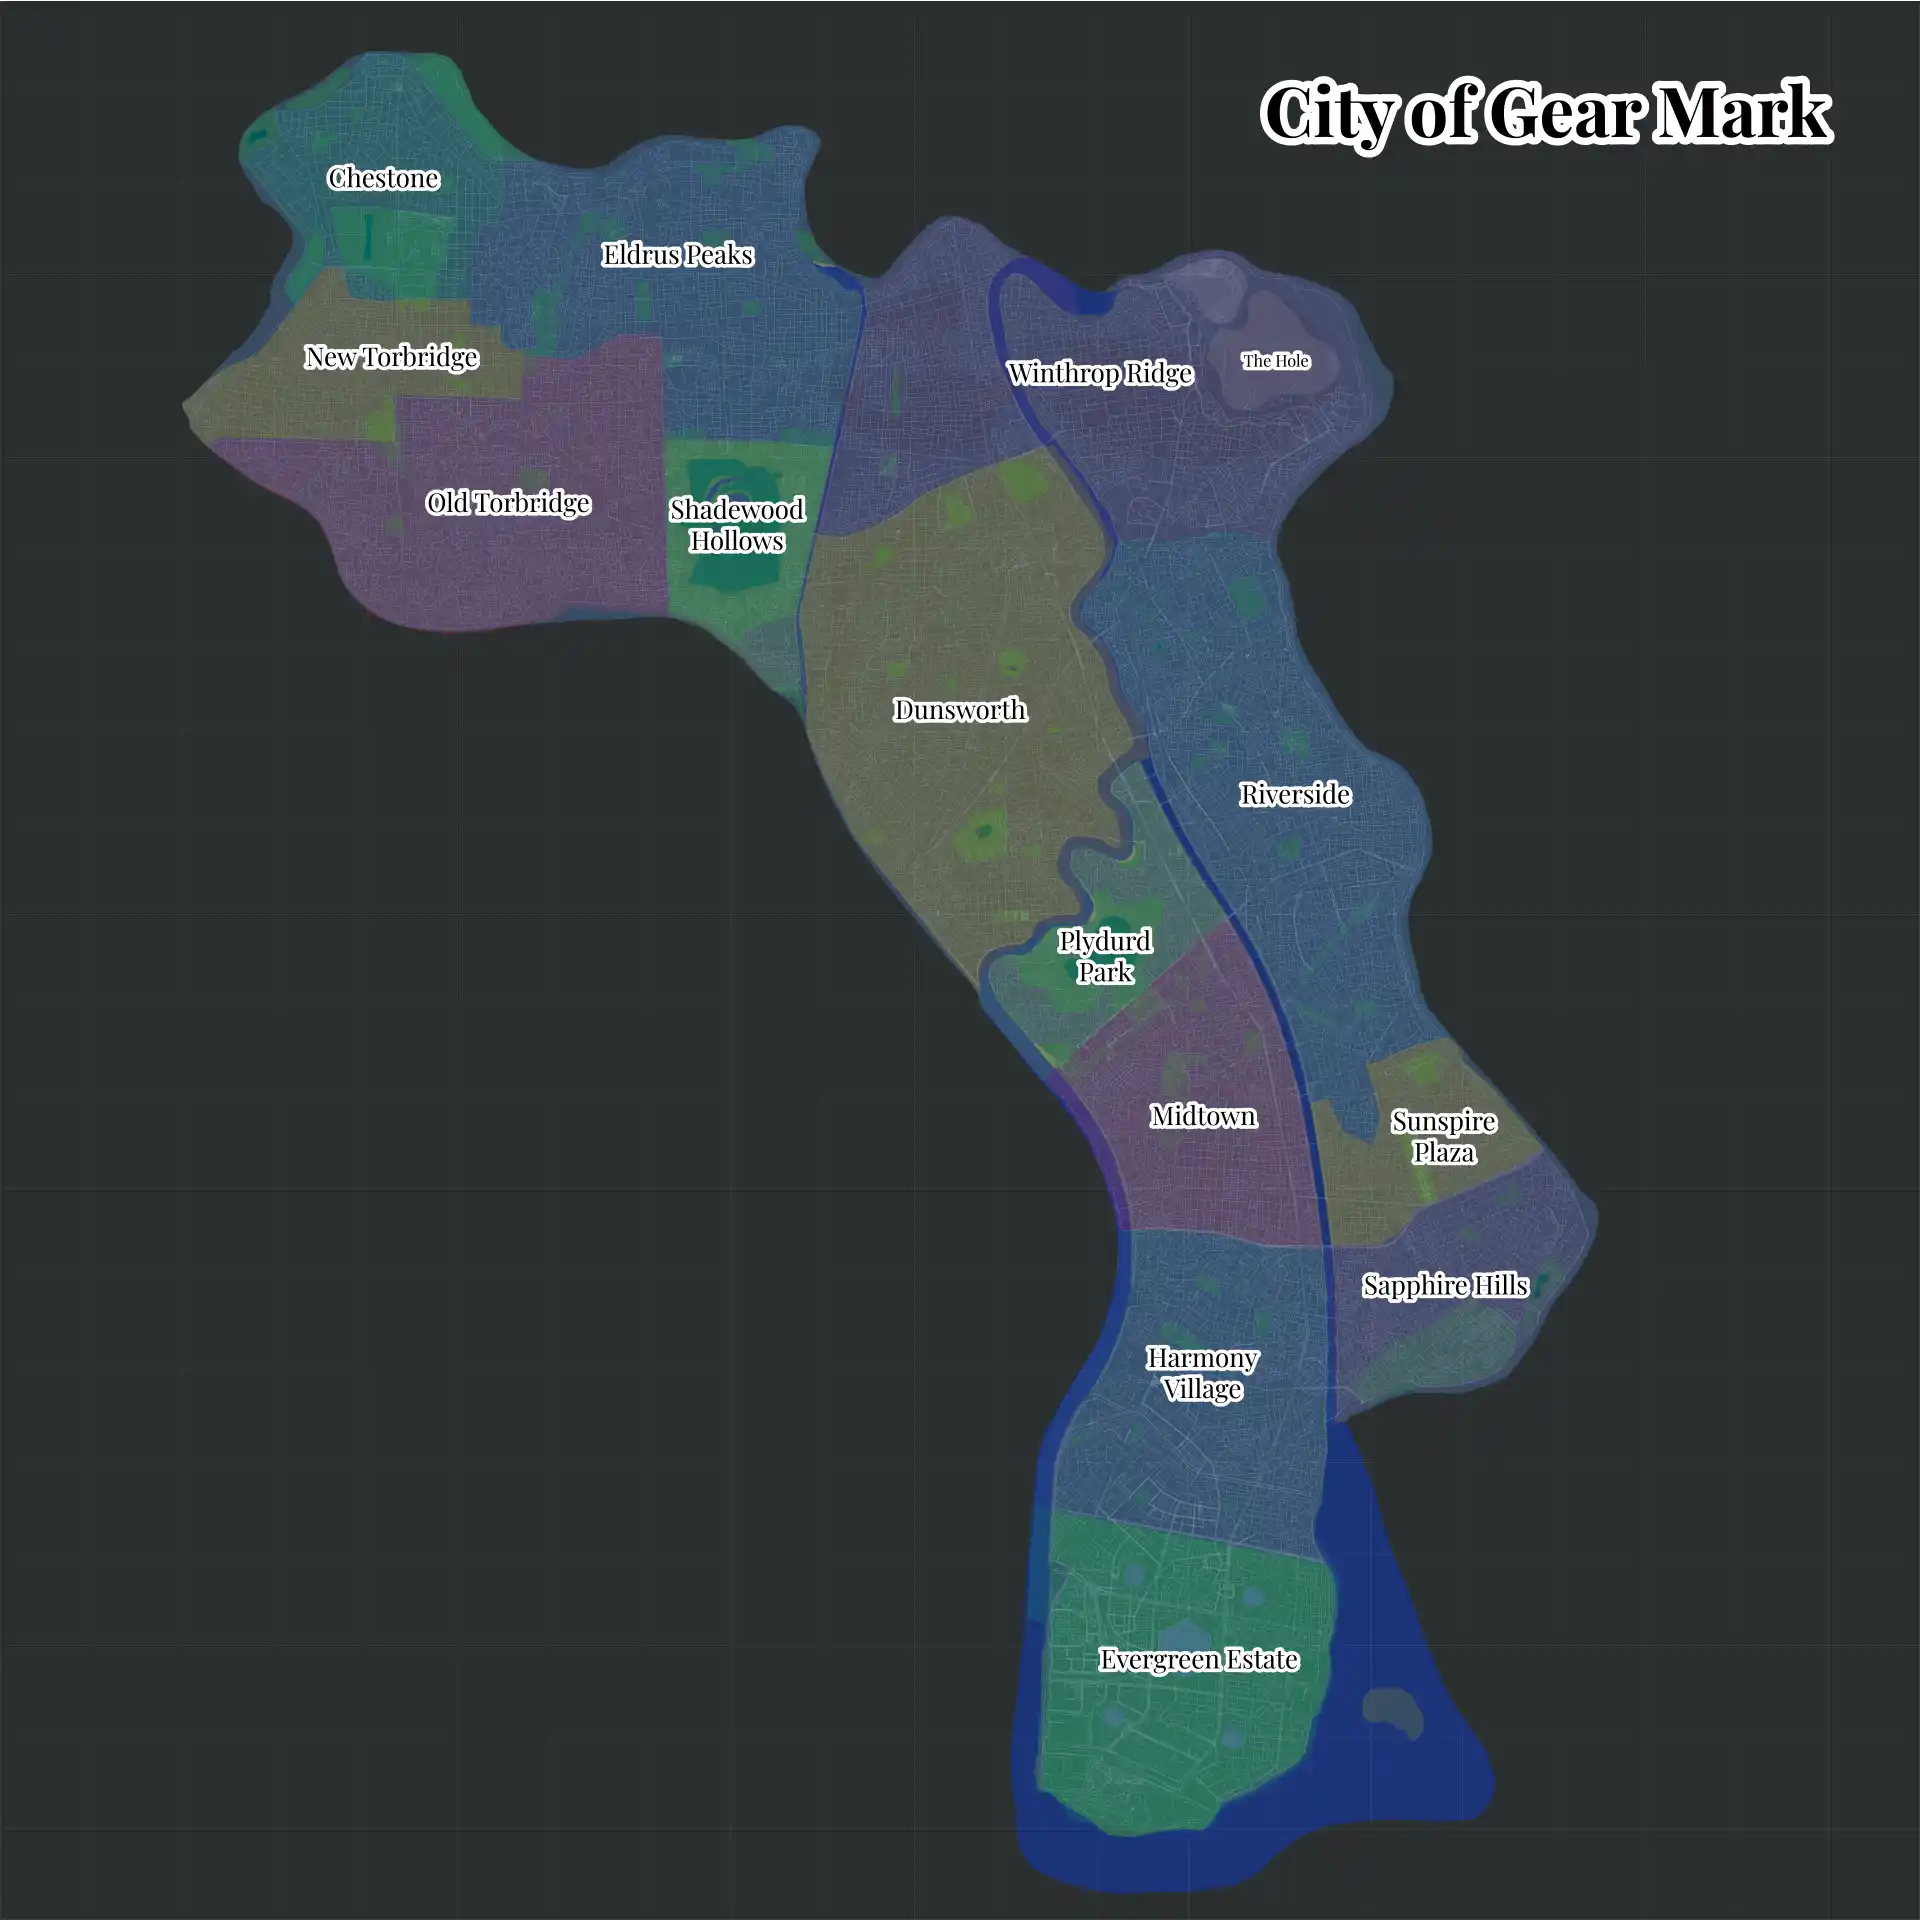 City of Gear Mark
Chestone
Eldrus Peaks
New Torbridge
The Hole
Winthrop Ridge
Old Torbridge
Shadewood
Hollows
Dunsworth
Riverside
Plydurd
Park
Midtown
Sunspire
Plaza
Sapphire Hills
Harmony
Village
Evergreen Estate